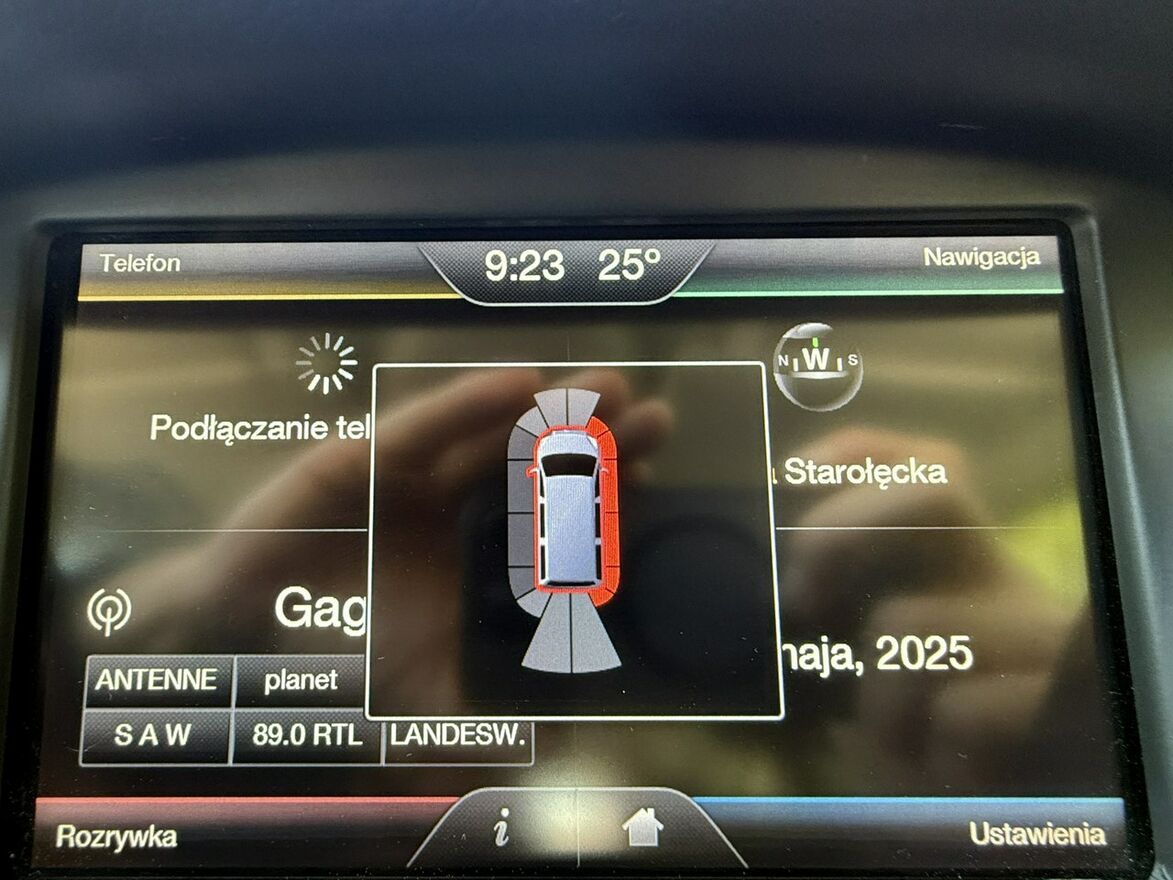 Telefon
9:23 25°
Nawigacja
N W S
Podłączanie tel
Starołęcka
Gag
maja, 2025
ANTENNE planet
S A W 89.0 RTL LANDESW.
i
Rozrywka
Ustawienia